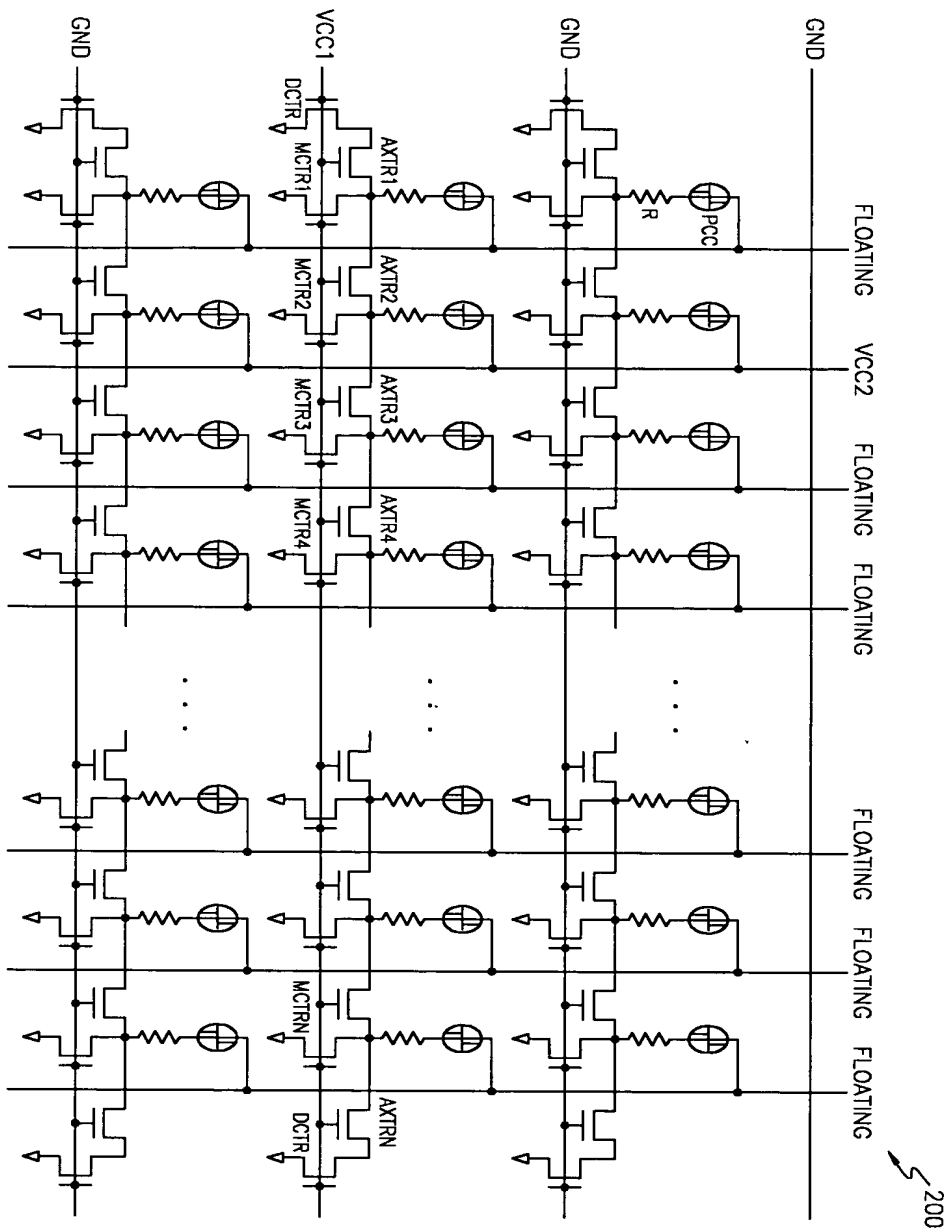 200
GND
GND
VCC1
GND
FLOATING
VCC2
FLOATING
FLOATING
FLOATING
FLOATING
FLOATING
PCC
R
DCTR
MCTR1
AXTR1
MCTR2
AXTR2
MCTR3
AXTR3
MCTR4
AXTR4
MCTRN
AXTRN
DCTR